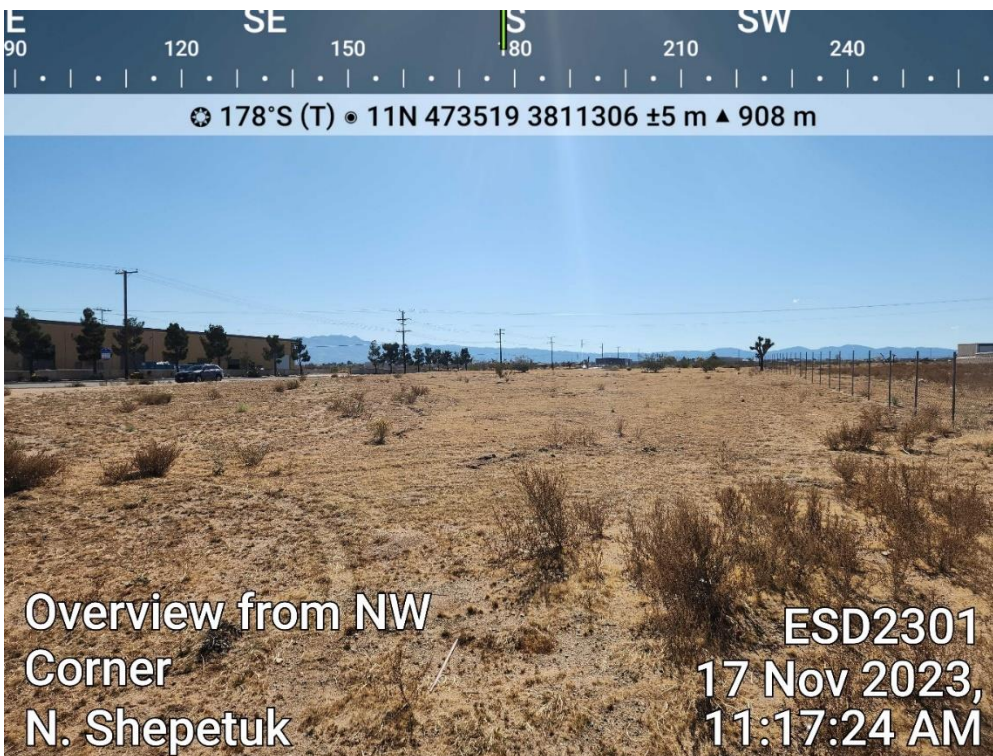 E SE S SW
90 120 150 180 210 240
178°S (T) 11N 473519 3811306 ±5 m ▲ 908 m
Overview from NW
Corner
N. Shepetuk
ESD2301
17 Nov 2023,
11:17:24 AM